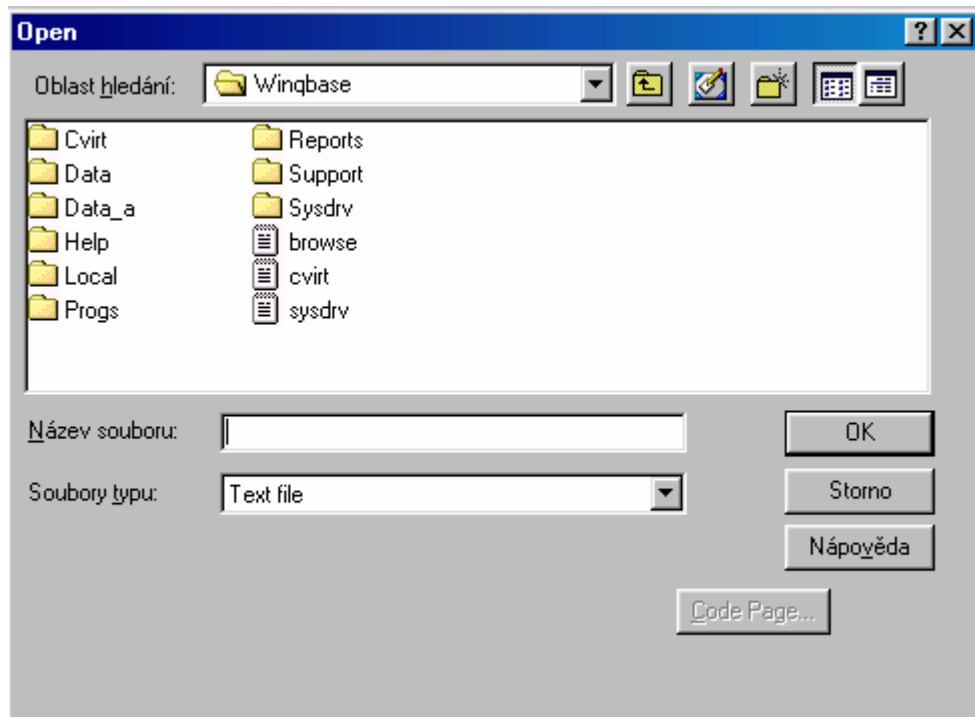 Open
Oblast hledání: Winqbase
Cvirt Reports
Data Support
Data_a Sysdrv
Help browse
Local cvirt
Progs sysdrv
Název souboru: OK
Soubory typu: Text file Storno
Nápověda
Code Page...